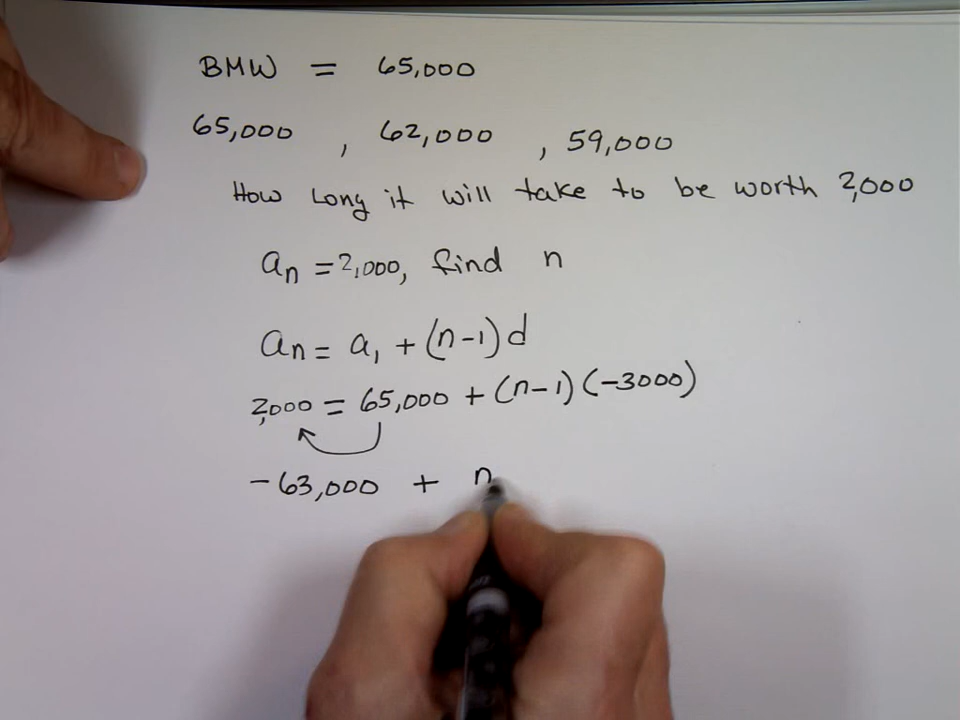 BMW = 65,000
65,000 , 62,000 , 59,000
How long it will take to be worth 2,000
an = 2,000, find n
an = a1 + (n-1) d
2,000 = 65,000 + (n-1) (-3000)
-63,000 + n